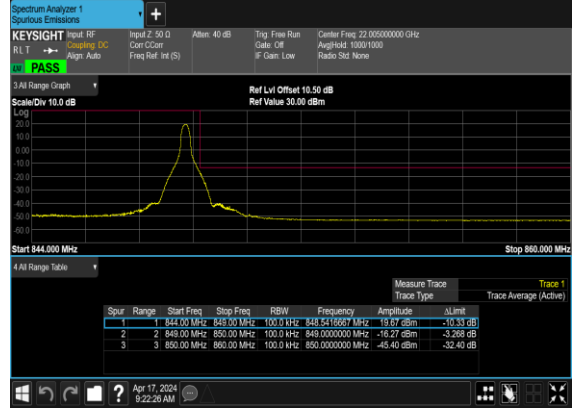 Spectrum Analyzer 1
Spurious Emissions
KEYSIGHT Input: RF Input Z: 50 Ω Atten: 40 dB Trig: Free Run Center Freq: 22.005000000 GHz
RLT Coupling: DC Corr CCorr Gate: Off Avg|Hold: 1000/1000
Align: Auto Freq Ref: Int (S) IF Gain: Low Radio Std: None
LW PASS
3 All Range Graph
Ref Lvl Offset 10.50 dB
Scale/Div 10.0 dB Ref Value 30.00 dBm
Log
20.0
10.0
0.00
-10.0
-20.0
-30.0
-40.0
-50.0
-60.0
Start 844.000 MHz Stop 860.000 MHz
4 All Range Table
Measure Trace Trace 1
Trace Type Trace Average (Active)
Spur Range Start Freq Stop Freq RBW Frequency Amplitude ΔLimit
1 1 844.00 MHz 849.00 MHz 100.0 kHz 848.5416667 MHz 19.67 dBm -10.33 dB
2 2 849.00 MHz 850.00 MHz 100.0 kHz 849.0000000 MHz -16.27 dBm -3.268 dB
3 3 850.00 MHz 860.00 MHz 100.0 kHz 850.0000000 MHz -45.40 dBm -32.40 dB
? Apr 17, 2024
9:22:26 AM